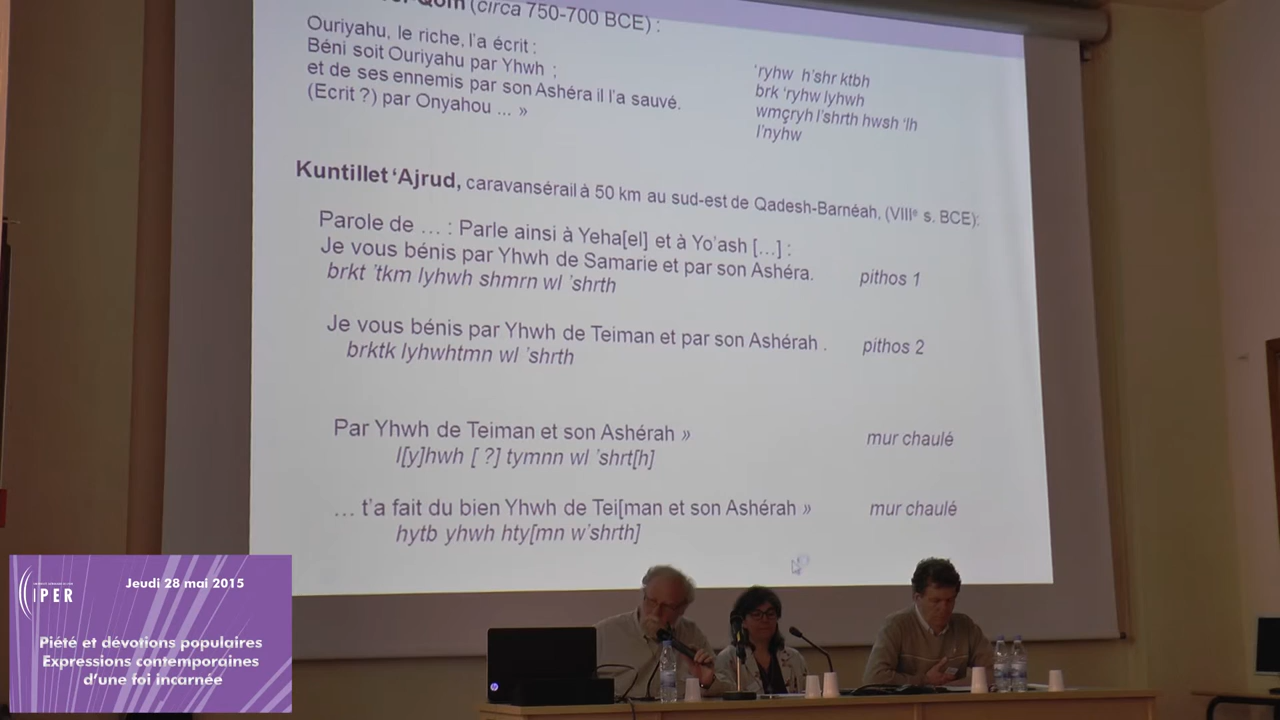 -Qom (circa 750-700 BCE) :
Ouriyahu, le riche, l'a écrit :
Béni soit Ouriyahu par Yhwh ;
et de ses ennemis par son Ashéra il l'a sauvé.
(Ecrit ?) par Onyahou ... »
'ryhw h'shr ktbh
brk 'ryhw lyhwh
wmçryh l'shrth hwsh 'lh
l'nyhw
Kuntillet 'Ajrud, caravansérail à 50 km au sud-est de Qadesh-Barnéah, (VIIIe s. BCE):
Parole de ... : Parle ainsi à Yeha[el] et à Yo'ash [...] :
Je vous bénis par Yhwh de Samarie et par son Ashéra. pithos 1
brkt 'tkm lyhwh shmrn wl 'shrth
Je vous bénis par Yhwh de Teiman et par son Ashérah . pithos 2
brktk lyhwhtmn wl 'shrth
Par Yhwh de Teiman et son Ashérah » mur chaulé
l[y]hwh [ ?] tymnn wl 'shrt[h]
... t'a fait du bien Yhwh de Tei[man et son Ashérah » mur chaulé
hytb yhwh hty[mn w'shrth]
Jeudi 28 mai 2015
IPER
Piété et dévotions populaires
Expressions contemporaines
d'une foi incarnée
hp